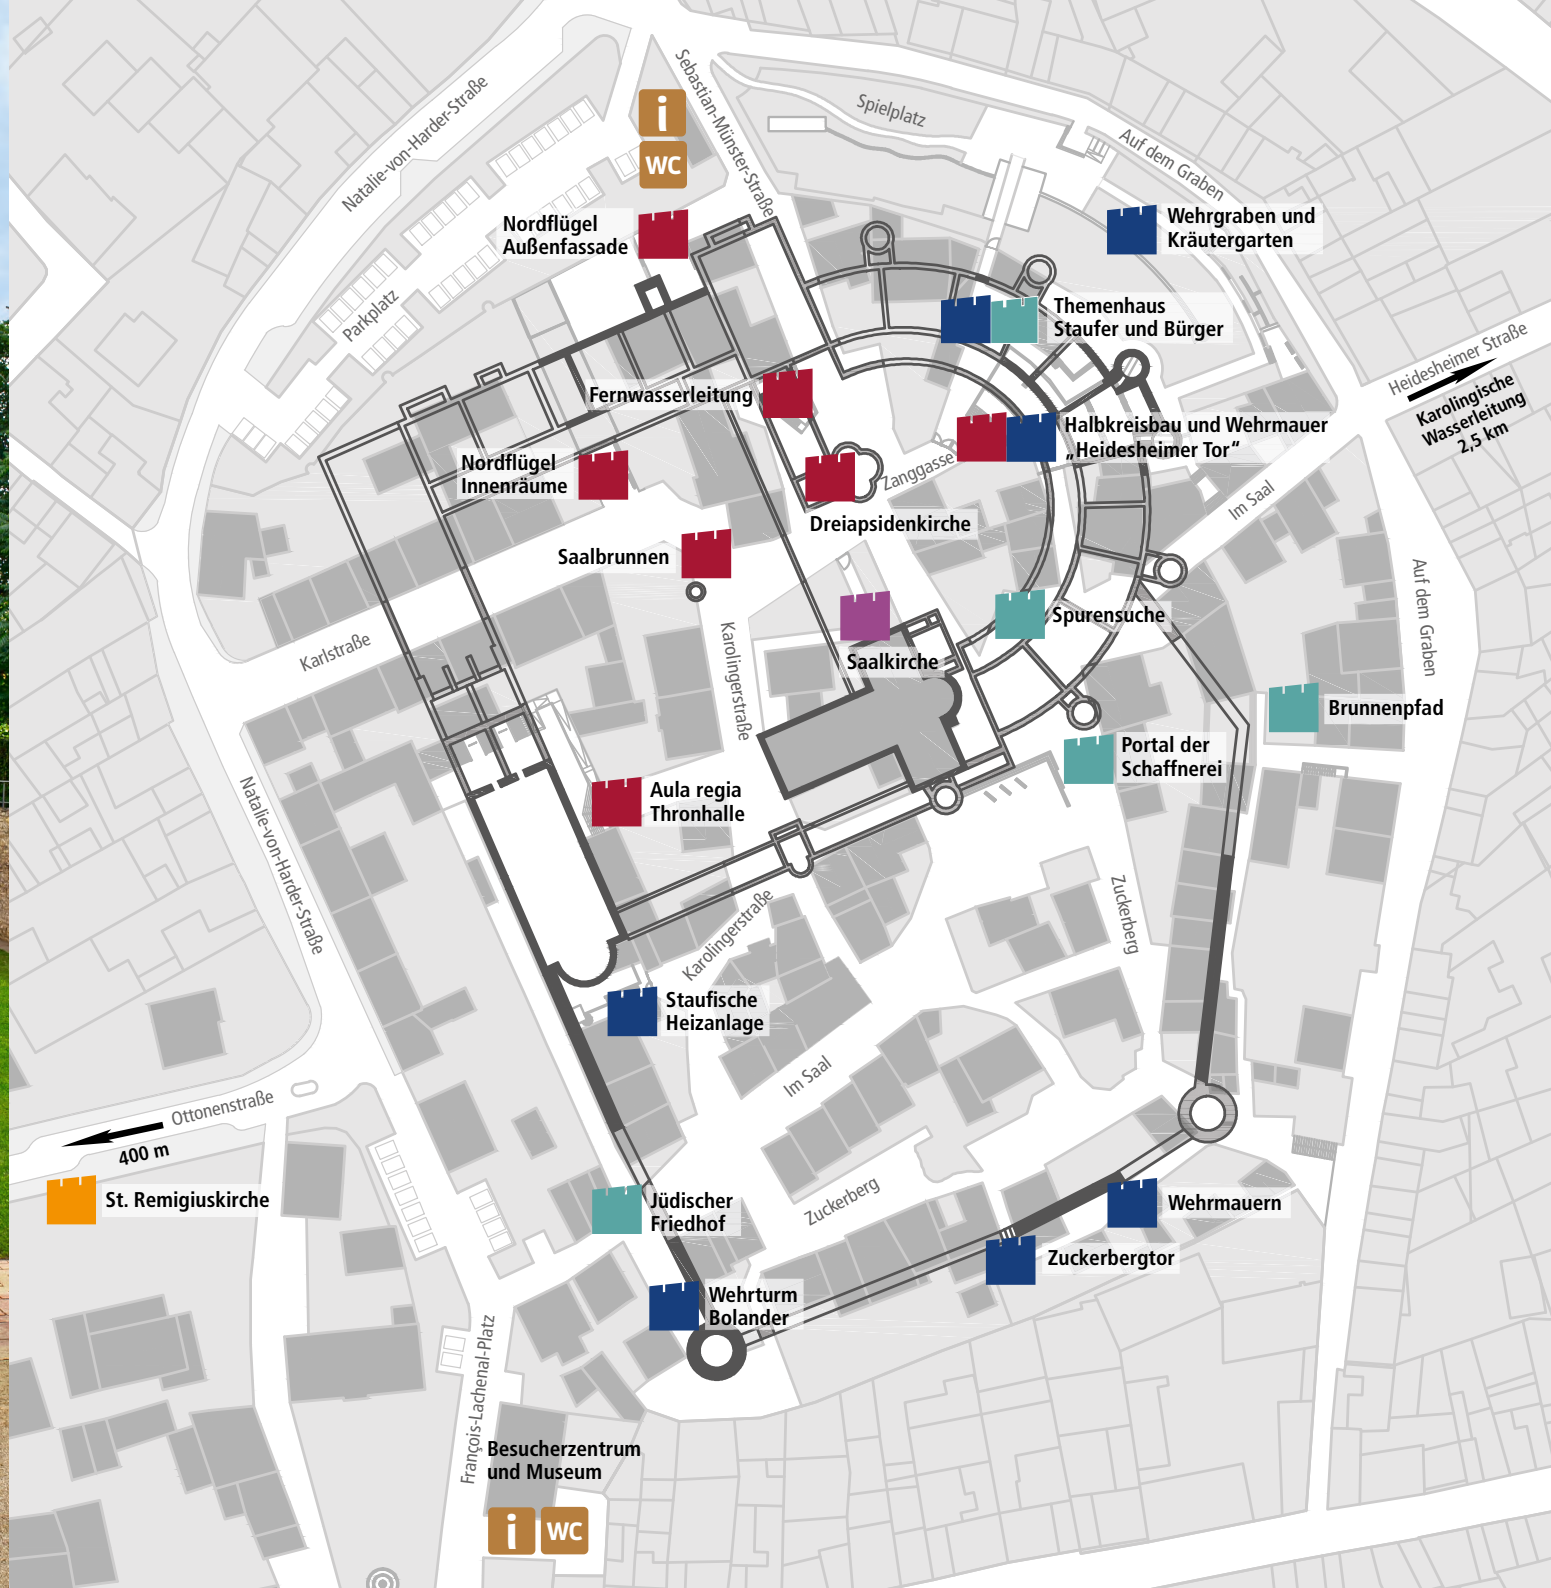 Sebastian-Münster-Straße
Natalie-von-Harder-Straße
i
WC
Spielplatz
Auf dem Graben
Nordflügel
Außenfassade
Wehrgraben und
Kräutergarten
Parkplatz
Themenhaus
Staufer und Bürger
Heidesheimer Straße
Karolingische
Wasserleitung
2,5 km
Fernwasserleitung
Halbkreisbau und Wehrmauer
„Heidesheimer Tor“
Nordflügel
Innenräume
Zanggasse
Im Saal
Dreiapsidenkirche
Saalbrunnen
Auf dem Graben
Spurensuche
Karlstraße
Karolingerstraße
Saalkirche
Brunnenpfad
Portal der
Schaffnerei
Aula regia
Thronhalle
Natalie-von-Harder-Straße
Zuckerberg
Karolingerstraße
Staufische
Heizanlage
Im Saal
Ottonenstraße
400 m
St. Remigiuskirche
Jüdischer
Friedhof
Zuckerberg
Wehrmauern
Zuckerbergtor
Wehrturm
Bolander
François-Lachenal-Platz
Besucherzentrum
und Museum
i
WC